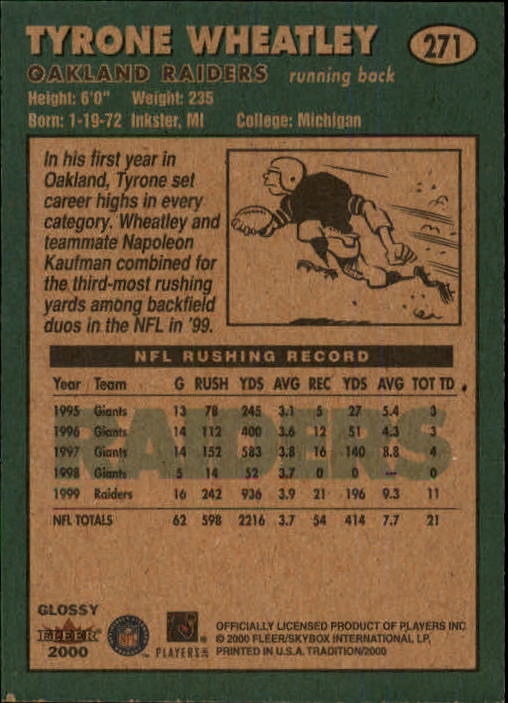 TYRONE WHEATLEY 271
OAKLAND RAIDERS running back
Height: 6'0" Weight: 235
Born: 1-19-72 Inkster, MI College: Michigan
In his first year in
Oakland, Tyrone set
career highs in every
category. Wheatley and
teammate Napoleon
Kaufman combined for
the third-most rushing
yards among backfield
duos in the NFL in '99.
NFL RUSHING RECORD
Year Team G RUSH YDS AVG REC YDS AVG TOT TD
RAIDERS
1995 Giants 13 78 245 3.1 5 27 5.4 3
1996 Giants 14 112 400 3.6 12 51 4.3 3
1997 Giants 14 152 583 3.8 16 140 8.8 4
1998 Giants 5 14 52 3.7 0 0 --- 0
1999 Raiders 16 242 936 3.9 21 196 9.3 11
NFL TOTALS 62 598 2216 3.7 54 414 7.7 21
GLOSSY
FLEER
2000
NFL
PLAYERS INC
OFFICIALLY LICENSED PRODUCT OF PLAYERS INC
© 2000 FLEER/SKYBOX INTERNATIONAL LP,
PRINTED IN U.S.A. TRADITION/2000